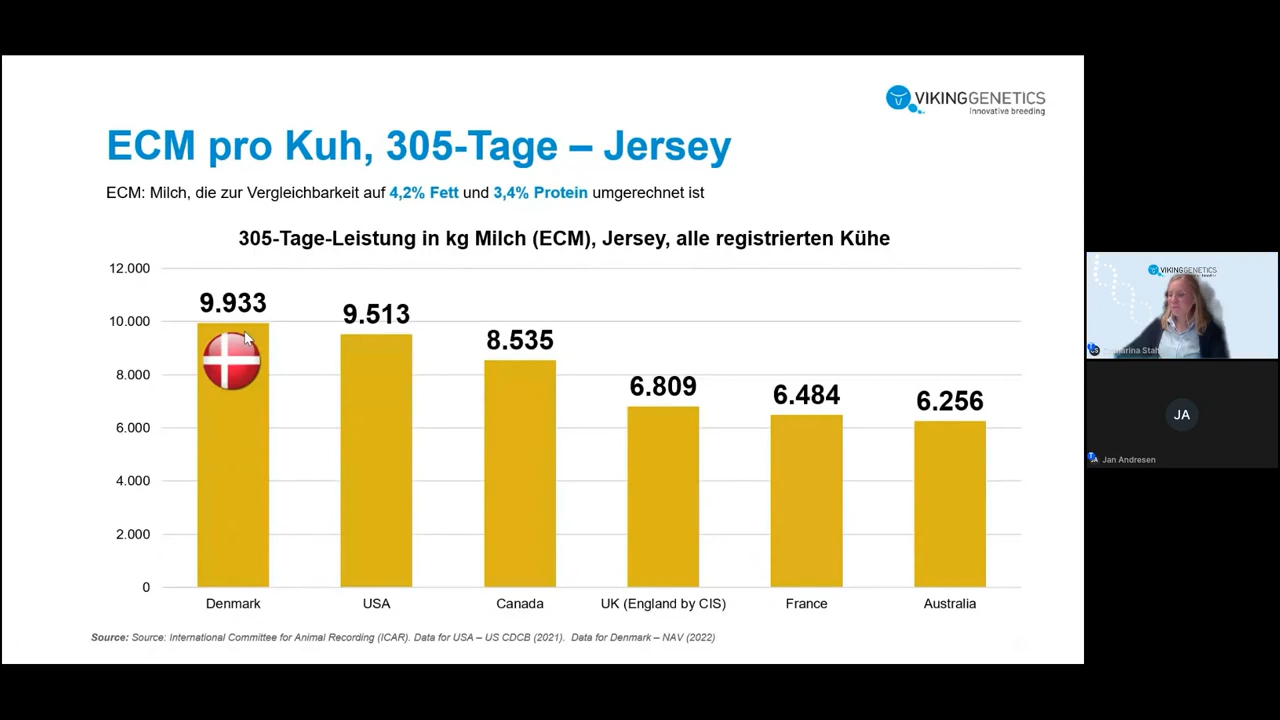 VIKINGGENETICS
Innovative breeding
ECM pro Kuh, 305-Tage – Jersey
ECM: Milch, die zur Vergleichbarkeit auf 4,2% Fett und 3,4% Protein umgerechnet ist
305-Tage-Leistung in kg Milch (ECM), Jersey, alle registrierten Kühe
12.000
10.000
8.000
6.000
4.000
2.000
0
9.933
9.513
8.535
6.809
6.484
6.256
Denmark
USA
Canada
UK (England by CIS)
France
Australia
Source: Source: International Committee for Animal Recording (ICAR). Data for USA – US CDCB (2021). Data for Denmark – NAV (2022)
VIKINGGENETICS
JA
Jan Andresen